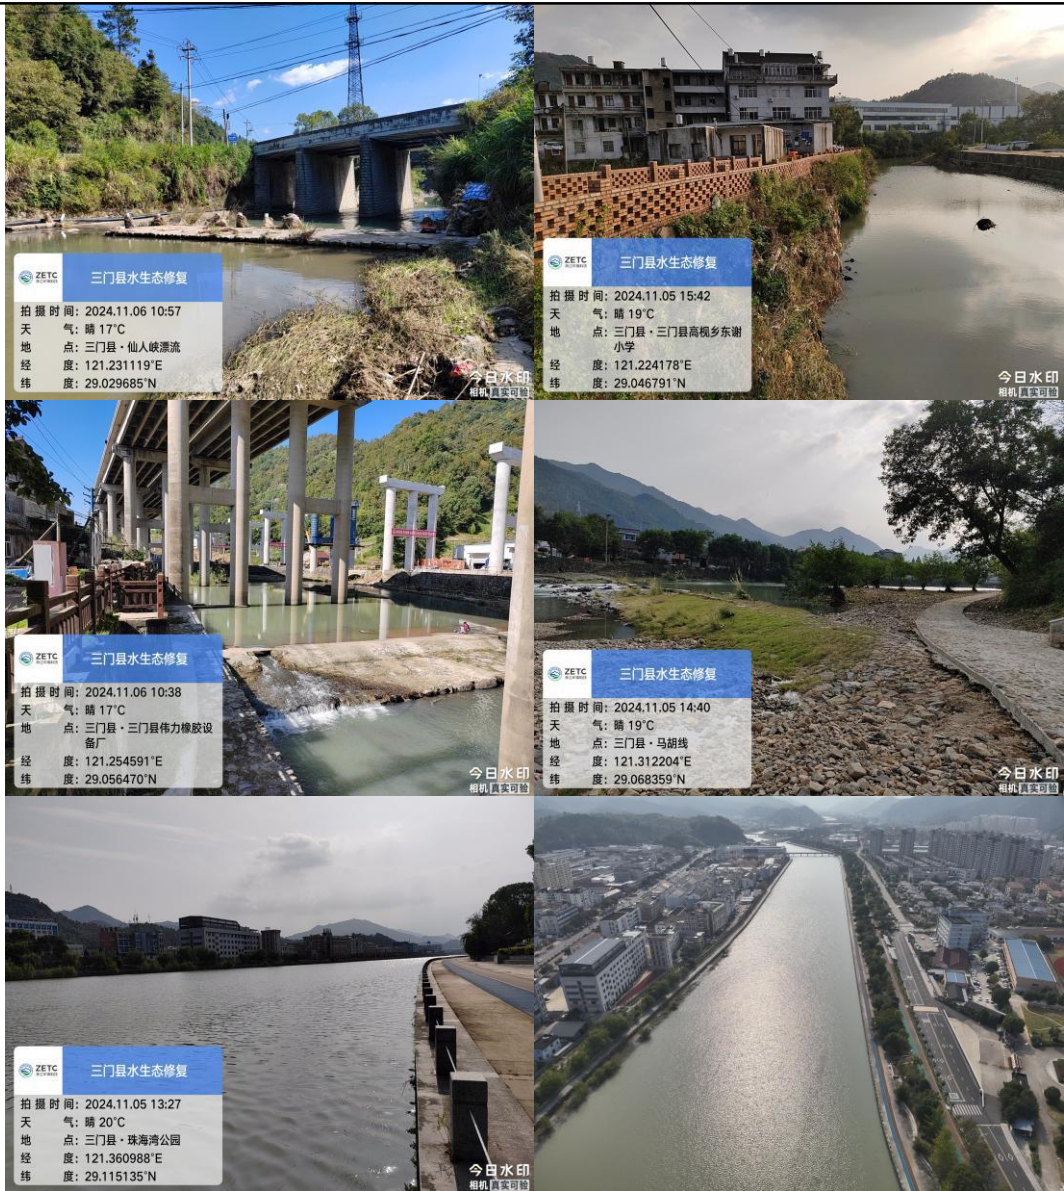 ZETC
三门县水生态修复
拍摄时间: 2024.11.06 10:57
天 气: 晴 17°C
地 点: 三门县·仙人峡漂流
经 度: 121.231119°E
纬 度: 29.029685°N
今日水印
相机 真实可验
ZETC
三门县水生态修复
拍摄时间: 2024.11.05 15:42
天 气: 晴 19°C
地 点: 三门县·三门县高枧乡东谢
小学
经 度: 121.224178°E
纬 度: 29.046791°N
今日水印
相机 真实可验
ZETC
三门县水生态修复
拍摄时间: 2024.11.06 10:38
天 气: 晴 17°C
地 点: 三门县·三门县伟力橡胶设
备厂
经 度: 121.254591°E
纬 度: 29.056470°N
今日水印
相机 真实可验
ZETC
三门县水生态修复
拍摄时间: 2024.11.05 14:40
天 气: 晴 19°C
地 点: 三门县·马胡线
经 度: 121.312204°E
纬 度: 29.068359°N
今日水印
相机 真实可验
ZETC
三门县水生态修复
拍摄时间: 2024.11.05 13:27
天 气: 晴 20°C
地 点: 三门县·珠海湾公园
经 度: 121.360988°E
纬 度: 29.115135°N
今日水印
相机 真实可验